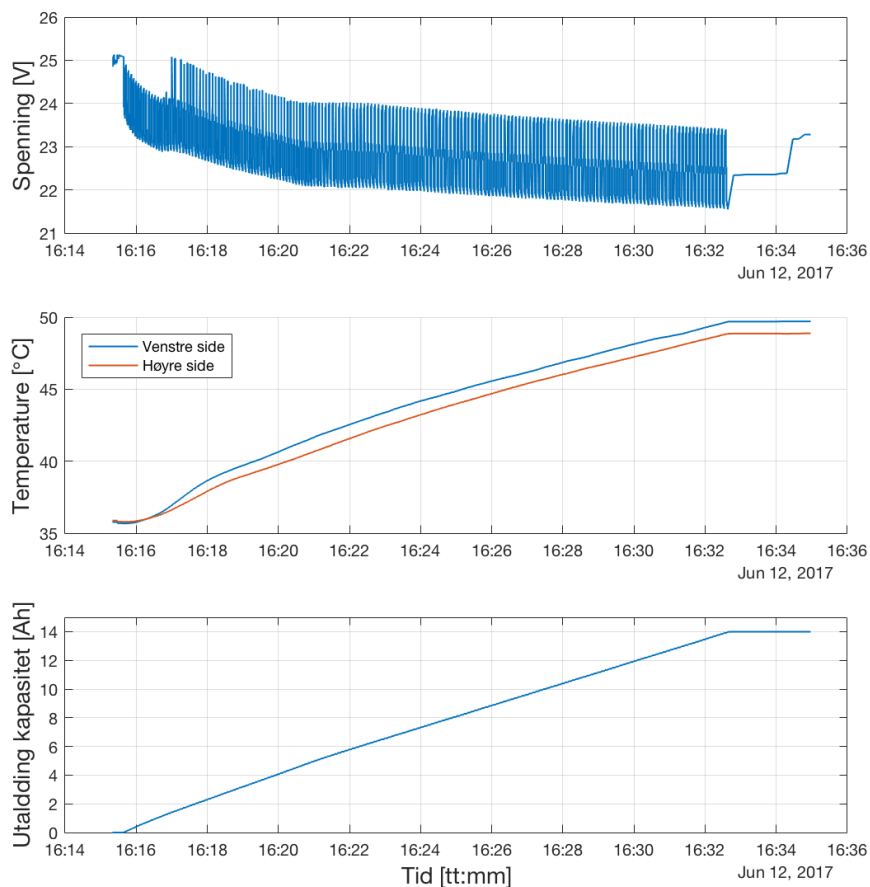 Spenning [V]
26
25
24
23
22
21
16:14 16:16 16:18 16:20 16:22 16:24 16:26 16:28 16:30 16:32 16:34 16:36
Jun 12, 2017
Temperature [°C]
50
45
40
35
Venstre side
Høyre side
16:14 16:16 16:18 16:20 16:22 16:24 16:26 16:28 16:30 16:32 16:34 16:36
Jun 12, 2017
Utaldding kapasitet [Ah]
14
12
10
8
6
4
2
0
16:14 16:16 16:18 16:20 16:22 16:24 16:26 16:28 16:30 16:32 16:34 16:36
Tid [tt:mm]
Jun 12, 2017